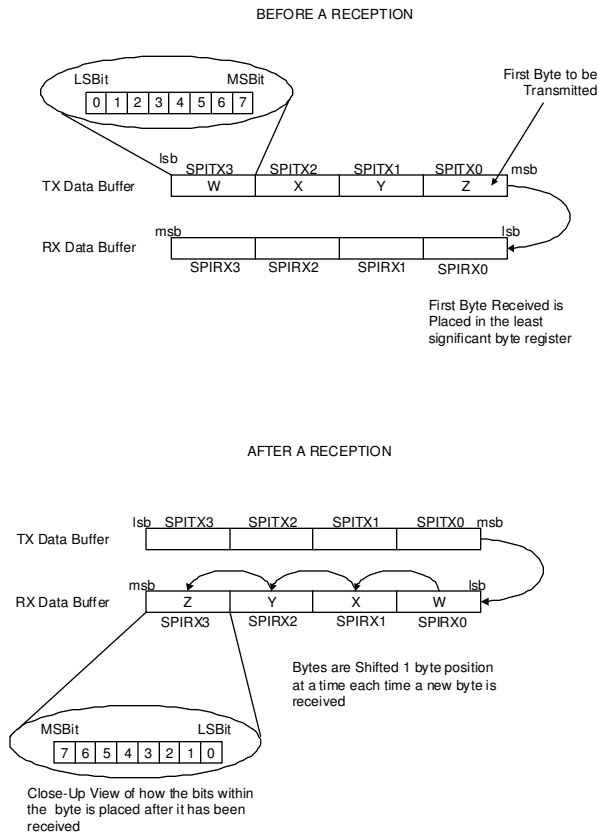 BEFORE A RECEPTION
First Byte to be
Transmitted
LSBit MSBit
0 1 2 3 4 5 6 7
lsb SPITX3 SPITX2 SPITX1 SPITX0 msb
TX Data Buffer W X Y Z
msb lsb
RX Data Buffer
SPIRX3 SPIRX2 SPIRX1 SPIRX0
First Byte Received is
Placed in the least
significant byte register
AFTER A RECEPTION
lsb SPITX3 SPITX2 SPITX1 SPITX0 msb
TX Data Buffer
msb lsb
RX Data Buffer Z Y X W
SPIRX3 SPIRX2 SPIRX1 SPIRX0
Bytes are Shifted 1 byte position
at a time each time a new byte is
received
MSBit LSBit
7 6 5 4 3 2 1 0
Close-Up View of how the bits within
the byte is placed after it has been
received